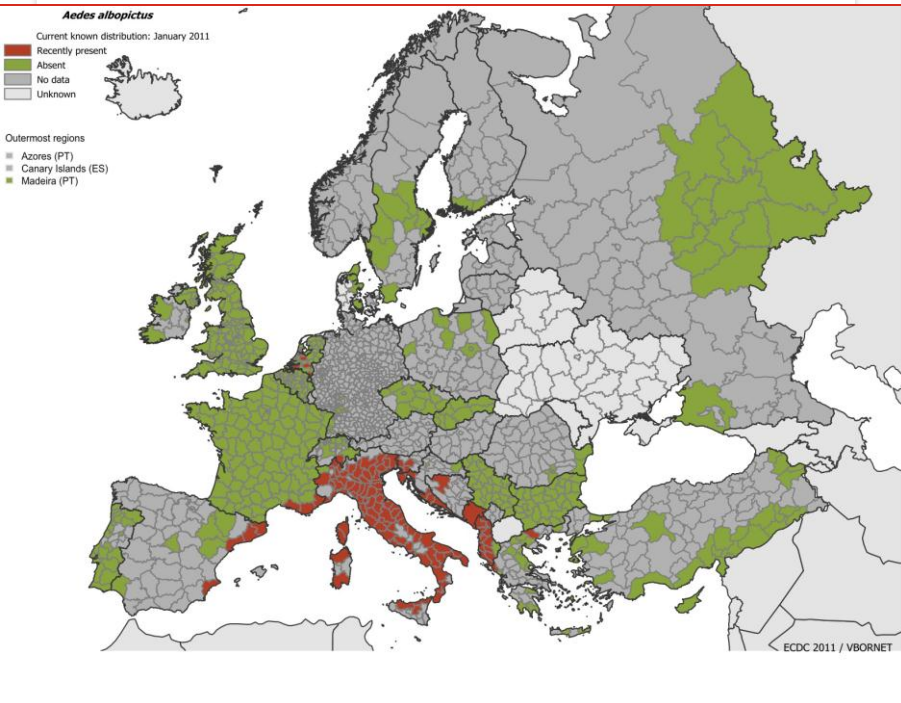 Aedes albopictus
Current known distribution: January 2011
Recently present
Absent
No data
Unknown
Outermost regions
Azores (PT)
Canary Islands (ES)
Madeira (PT)
ECDC 2011 / VBORNET